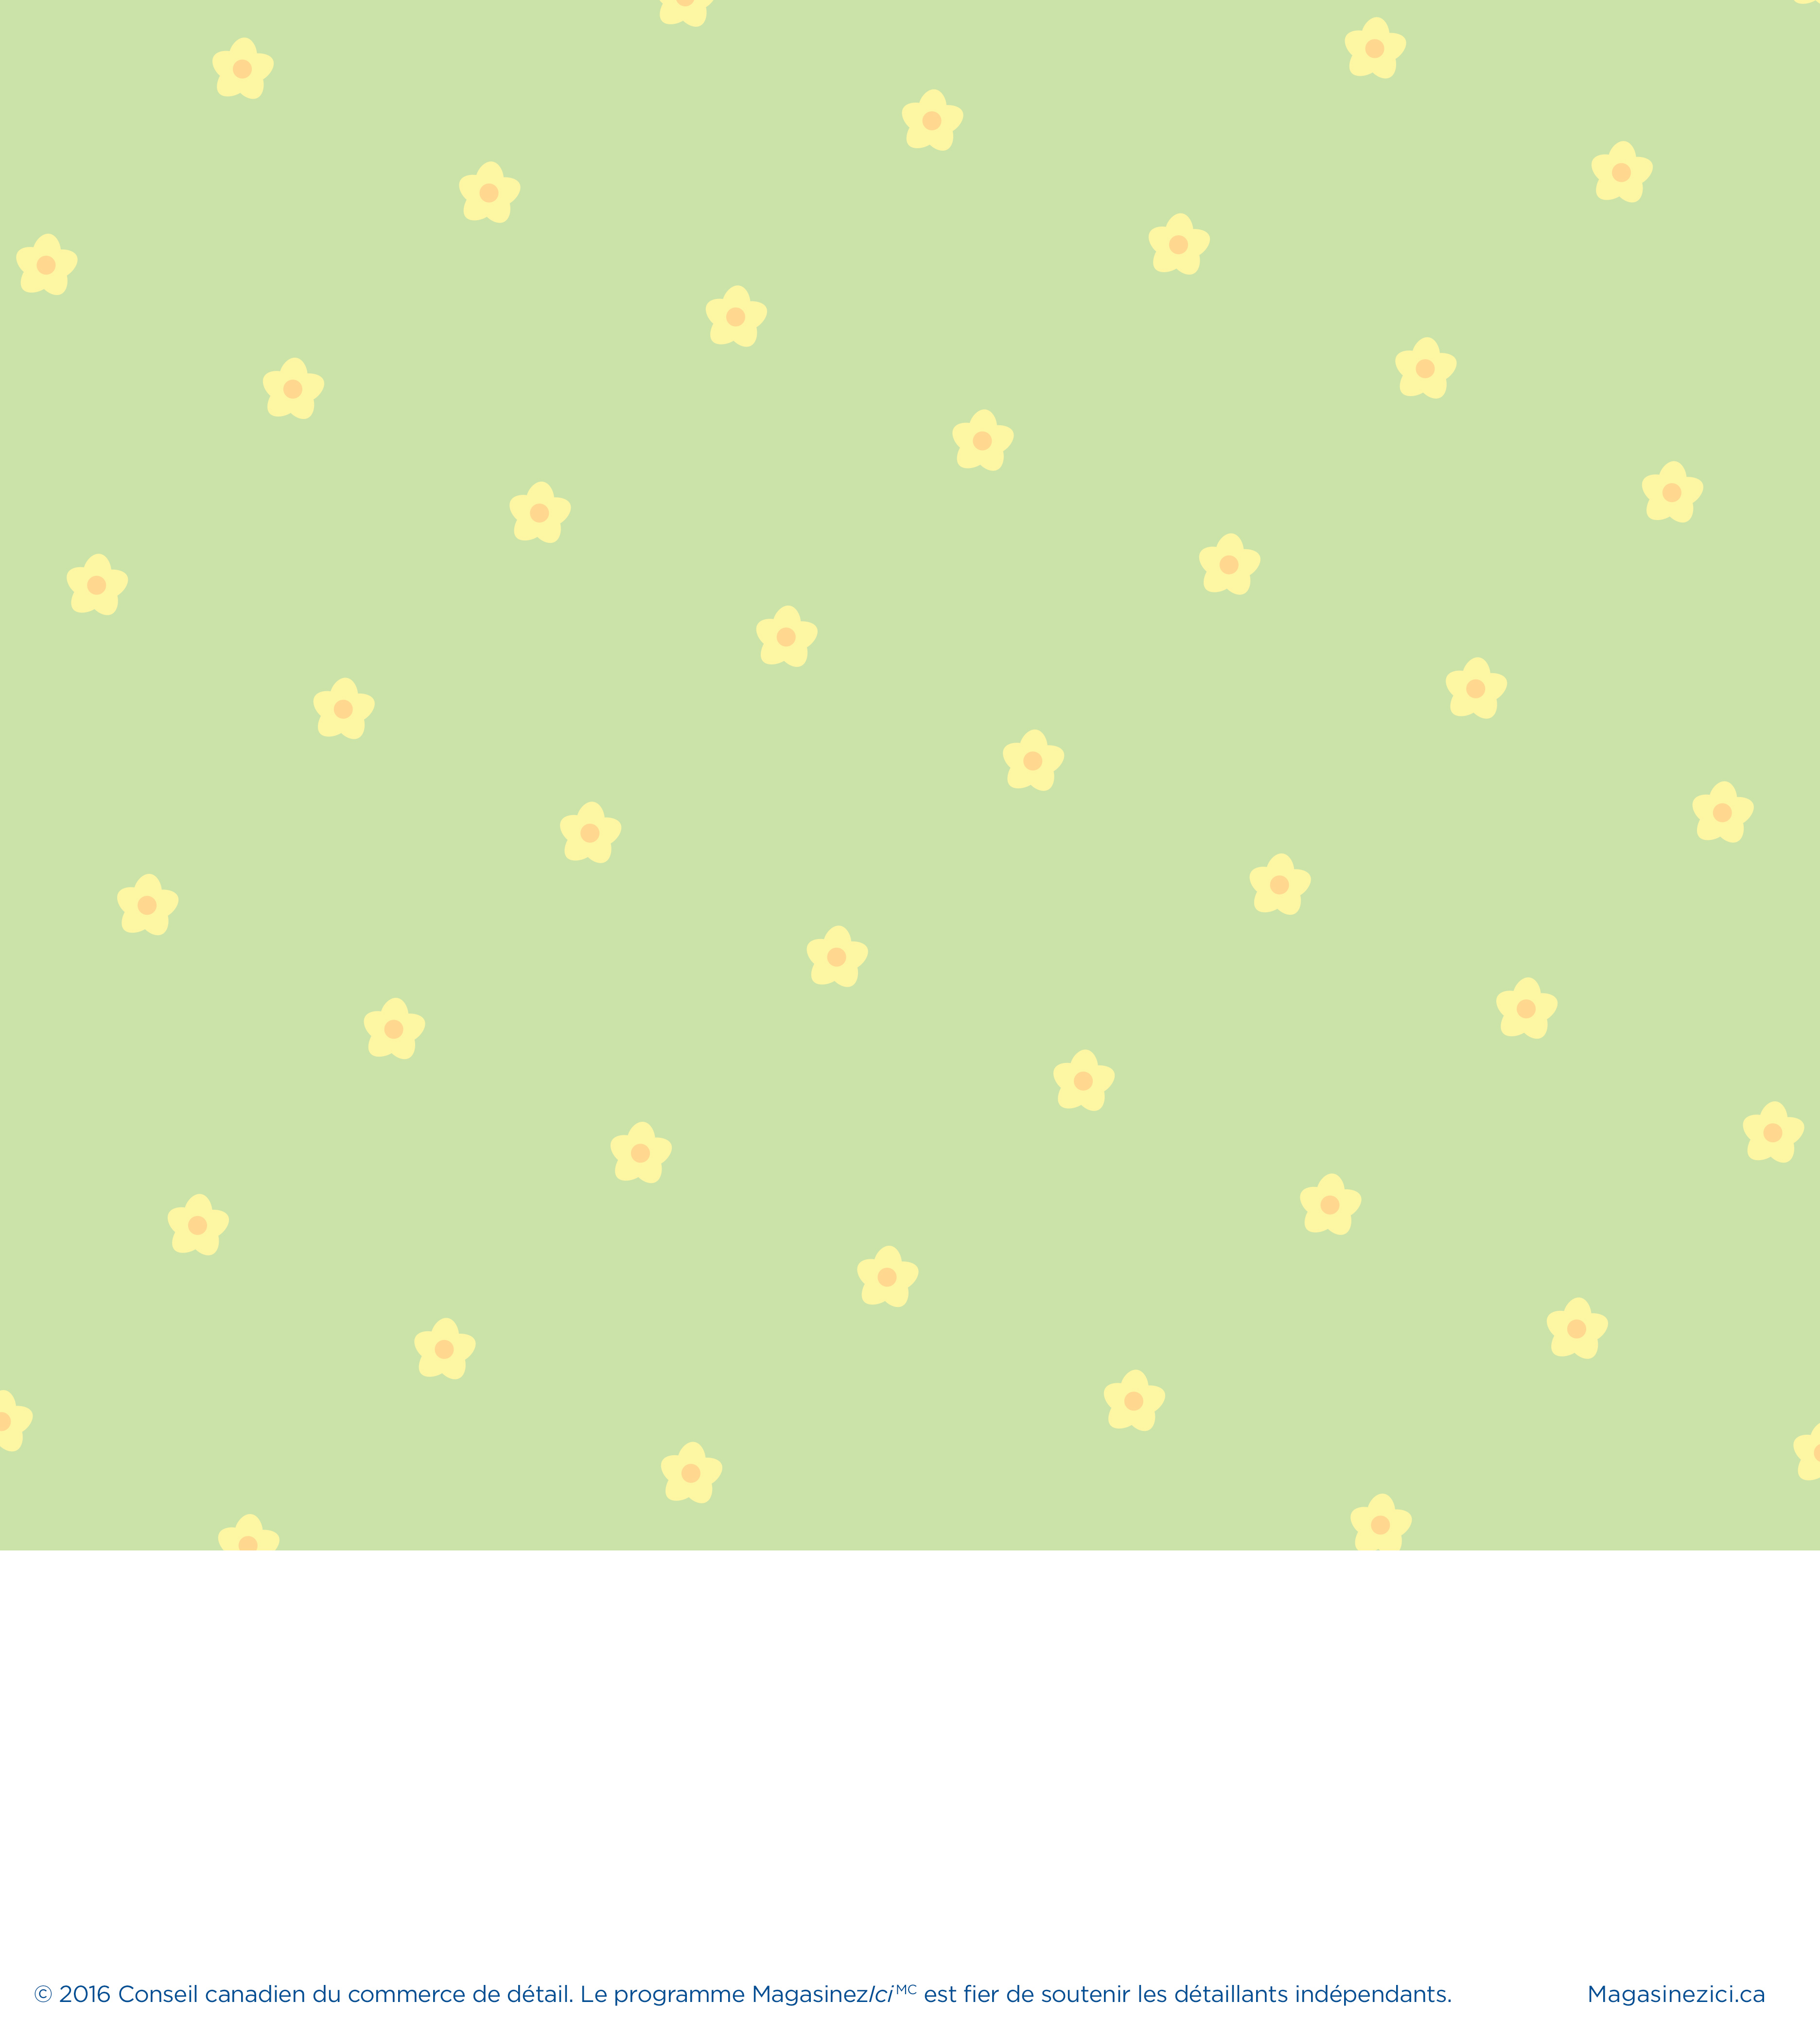 © 2016 Conseil canadien du commerce de détail. Le programme MagasinezIci MC est fier de soutenir les détaillants indépendants. Magasinezici.ca